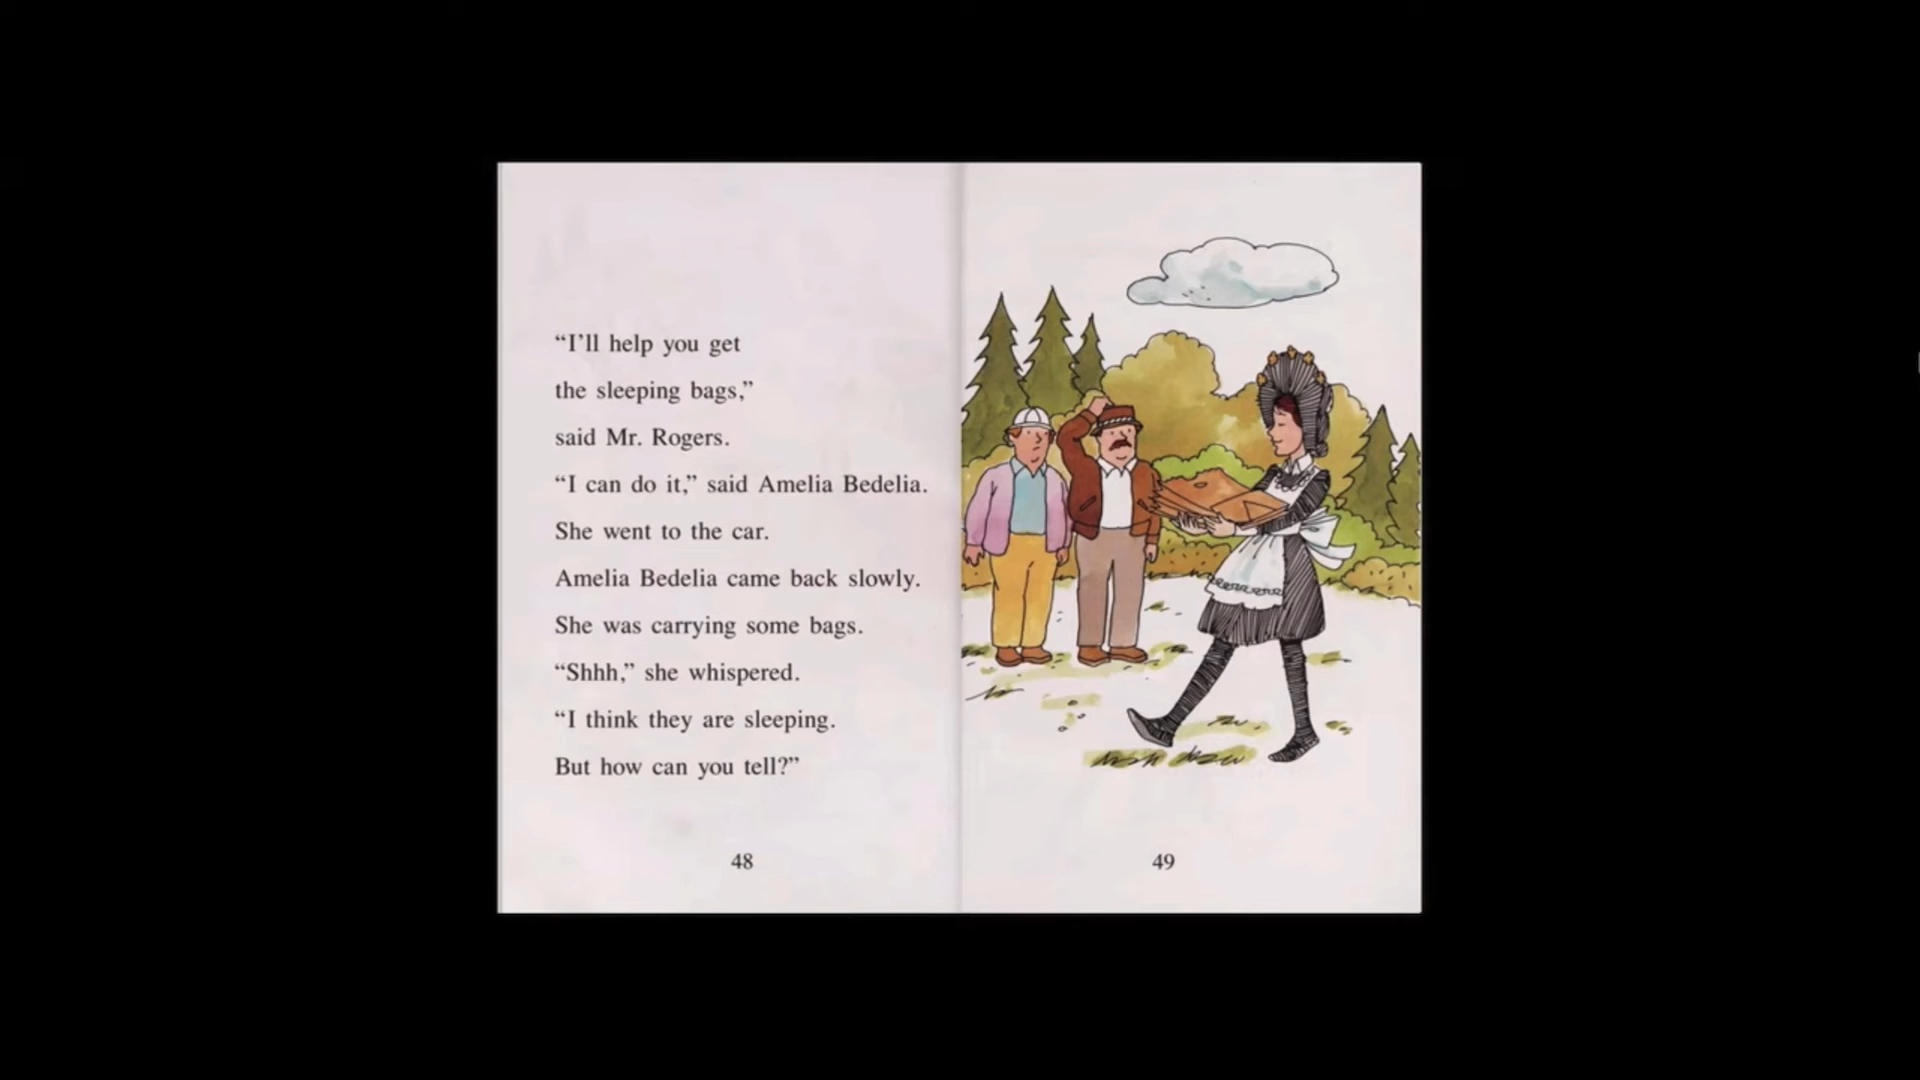 “I’ll help you get
the sleeping bags,”
said Mr. Rogers.
“I can do it,” said Amelia Bedelia.
She went to the car.
Amelia Bedelia came back slowly.
She was carrying some bags.
“Shhh,” she whispered.
“I think they are sleeping.
But how can you tell?”
48
49